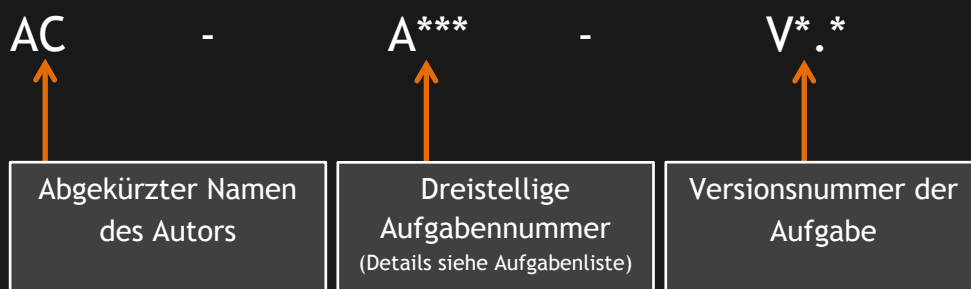 AC - A*** - V*.*
Abgekürzter Namen
des Autors
Dreistellige
Aufgabennummer
(Details siehe Aufgabenliste)
Versionsnummer der
Aufgabe